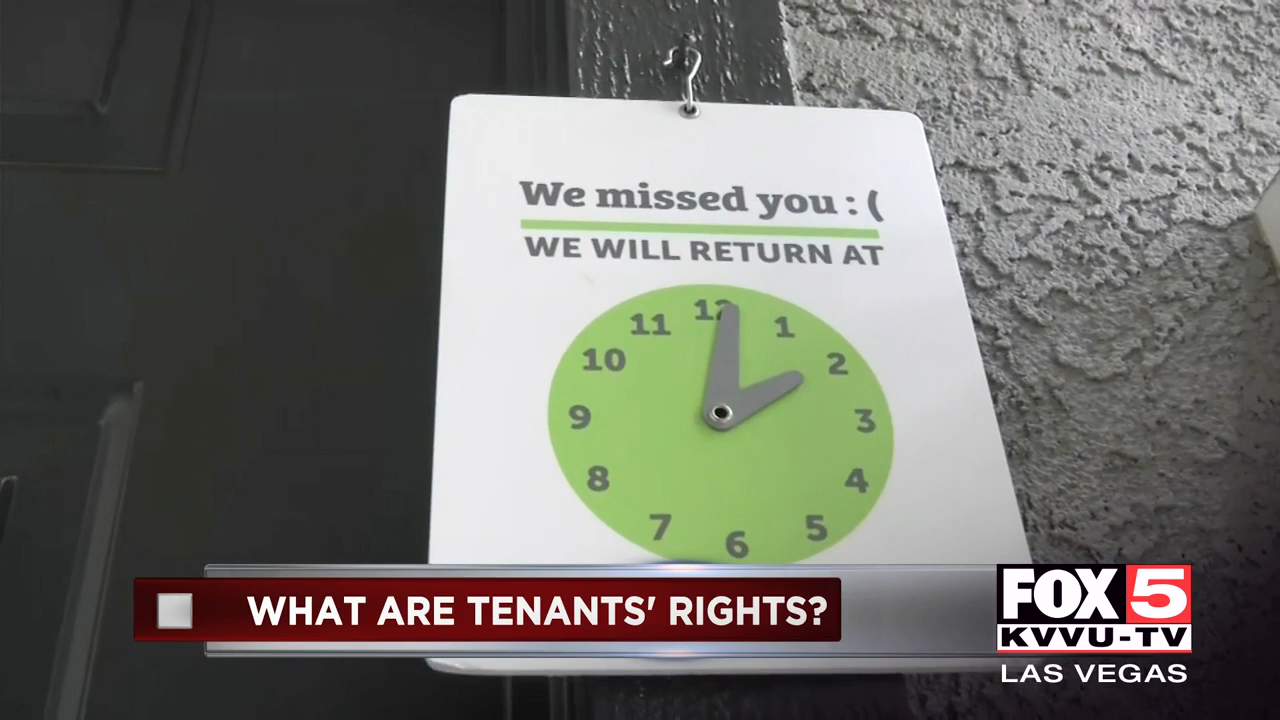 We missed you : (
WE WILL RETURN AT
12
11
1
10
2
9
3
8
4
7
5
6
WHAT ARE TENANTS' RIGHTS?
FOX 5
KVVU-TV
LAS VEGAS